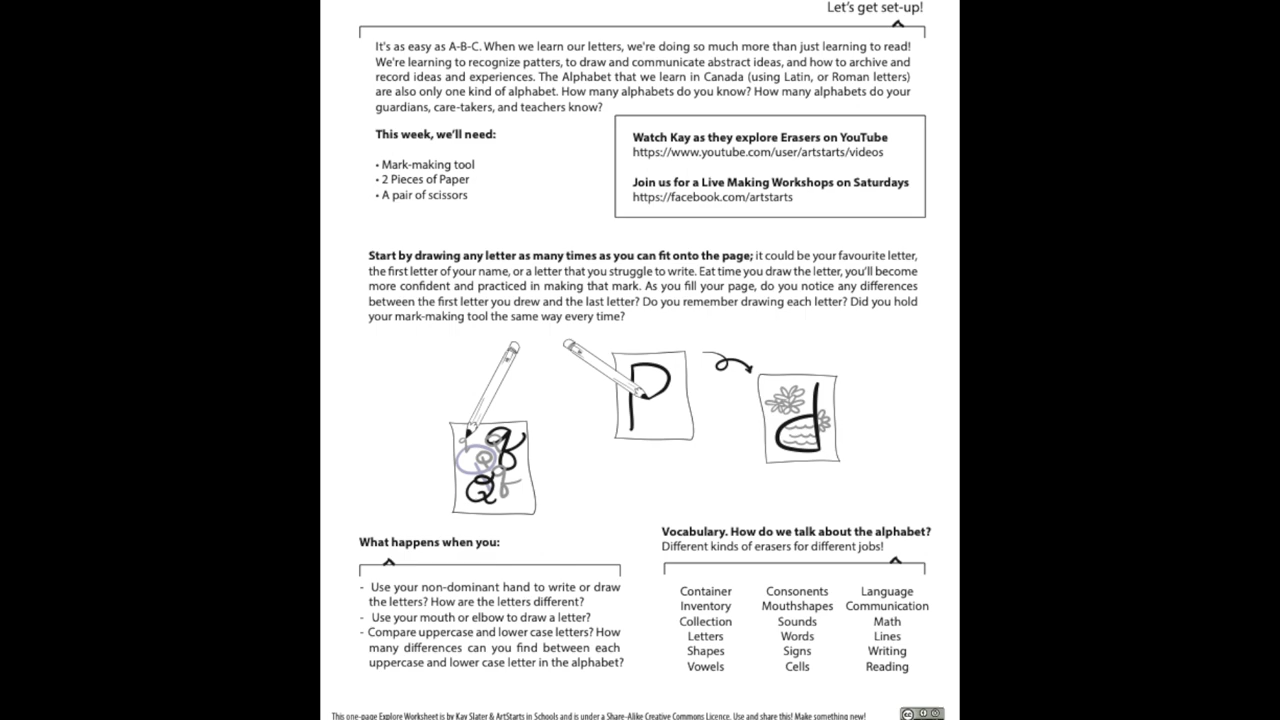 Let's get set-up!
It's as easy as A-B-C. When we learn our letters, we're doing so much more than just learning to read!
We're learning to recognize patters, to draw and communicate abstract ideas, and how to archive and
record ideas and experiences. The Alphabet that we learn in Canada (using Latin, or Roman letters)
are also only one kind of alphabet. How many alphabets do you know? How many alphabets do your
guardians, care-takers, and teachers know?
This week, we'll need:
• Mark-making tool
• 2 Pieces of Paper
• A pair of scissors
Watch Kay as they explore Erasers on YouTube
https://www.youtube.com/user/artstarts/videos
Join us for a Live Making Workshops on Saturdays
https://facebook.com/artstarts
Start by drawing any letter as many times as you can fit onto the page; it could be your favourite letter,
the first letter of your name, or a letter that you struggle to write. Eat time you draw the letter, you'll become
more confident and practiced in making that mark. As you fill your page, do you notice any differences
between the first letter you drew and the last letter? Do you remember drawing each letter? Did you hold
your mark-making tool the same way every time?
P
d
What happens when you:
- Use your non-dominant hand to write or draw
the letters? How are the letters different?
- Use your mouth or elbow to draw a letter?
- Compare uppercase and lower case letters? How
many differences can you find between each
uppercase and lower case letter in the alphabet?
Vocabulary. How do we talk about the alphabet?
Different kinds of erasers for different jobs!
Container Consonents Language
Inventory Mouthshapes Communication
Collection Sounds Math
Letters Words Lines
Shapes Signs Writing
Vowels Cells Reading
This one-page Explore Worksheet is by Kay Slater & ArtStarts in Schools and is under a Share-Alike Creative Commons Licence. Use and share this! Make something new!